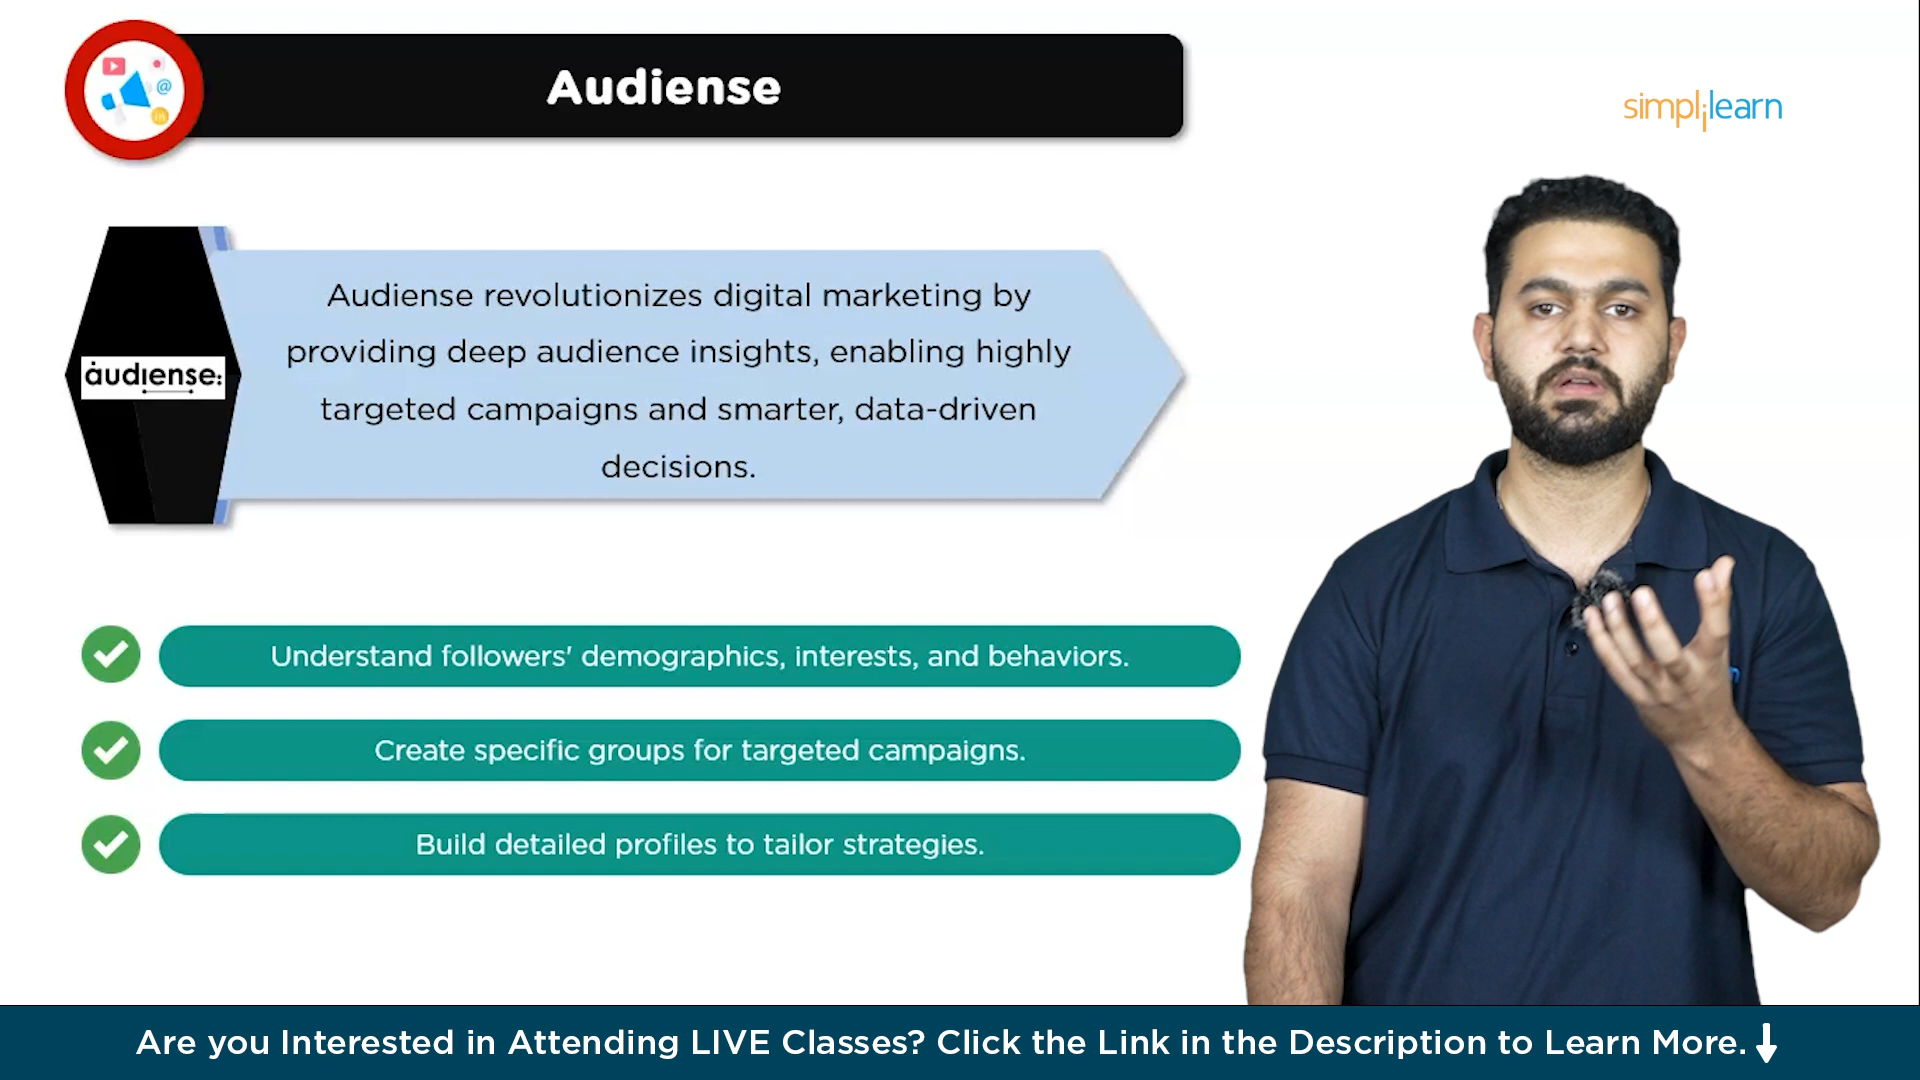 Audiense
simplilearn
audiense:
Audiense revolutionizes digital marketing by
providing deep audience insights, enabling highly
targeted campaigns and smarter, data-driven
decisions.
Understand followers' demographics, interests, and behaviors.
Create specific groups for targeted campaigns.
Build detailed profiles to tailor strategies.
Are you Interested in Attending LIVE Classes? Click the Link in the Description to Learn More.